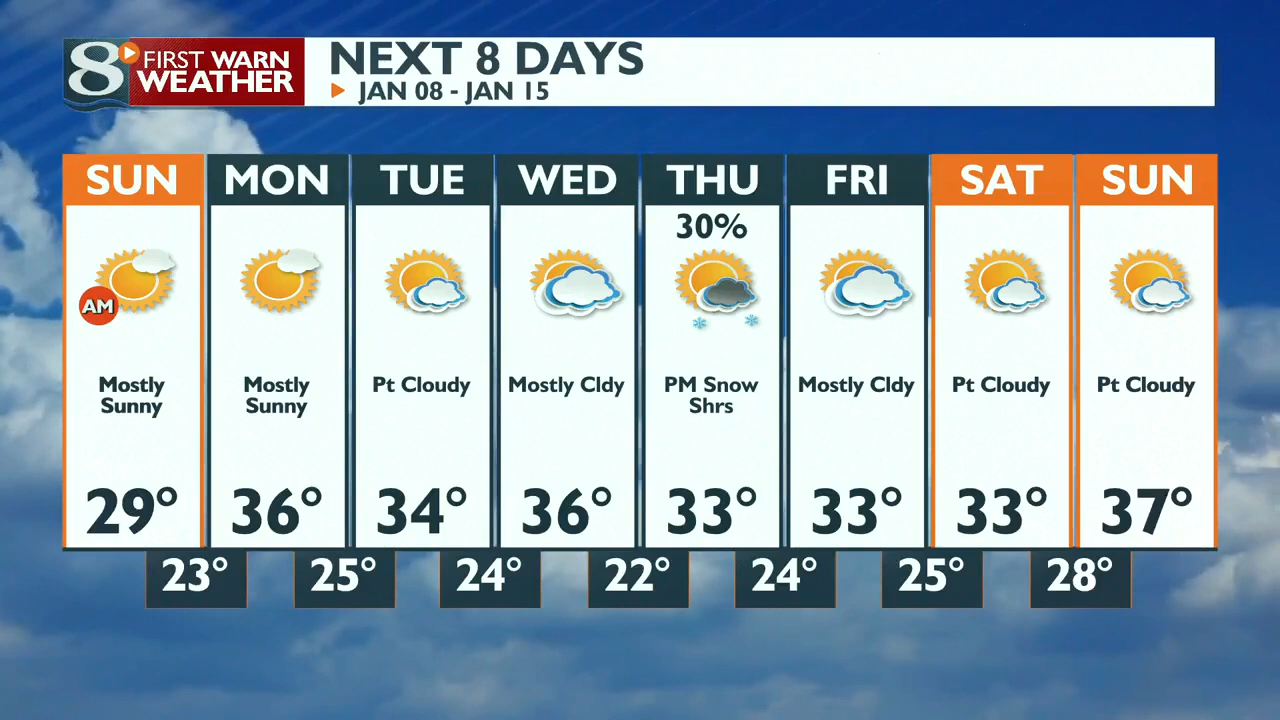 8
FIRST WARN
WEATHER
NEXT 8 DAYS
JAN 08 - JAN 15
SUN MON TUE WED THU FRI SAT SUN
30%
AM
Mostly Sunny
Mostly Sunny
Pt Cloudy
Mostly Cldy
PM Snow Shrs
Mostly Cldy
Pt Cloudy
Pt Cloudy
29° 36° 34° 36° 33° 33° 33° 37°
23° 25° 24° 22° 24° 25° 28°